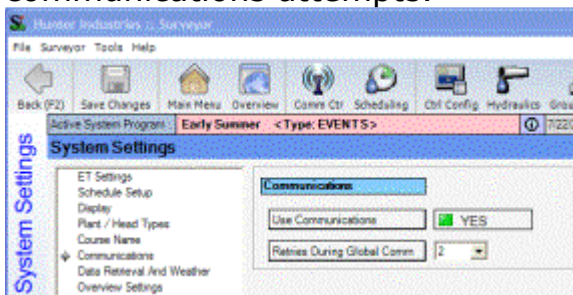 communications attempts.
Hunter Industries :: Surveyor
File Surveyor Tools Help
Back (F2) Save Changes Main Menu Overview Comm Ctr Scheduling Ctrl Config Hydraulics
Active System Program Early Summer <Type: EVENTS>
System Settings
System Settings
ET Settings
Schedule Setup
Display
Plant / Head Types
Course Name
Communications
Data Retrieval And Weather
Overview Settings
Communications
Use Communications YES
Retries During Global Comm 2